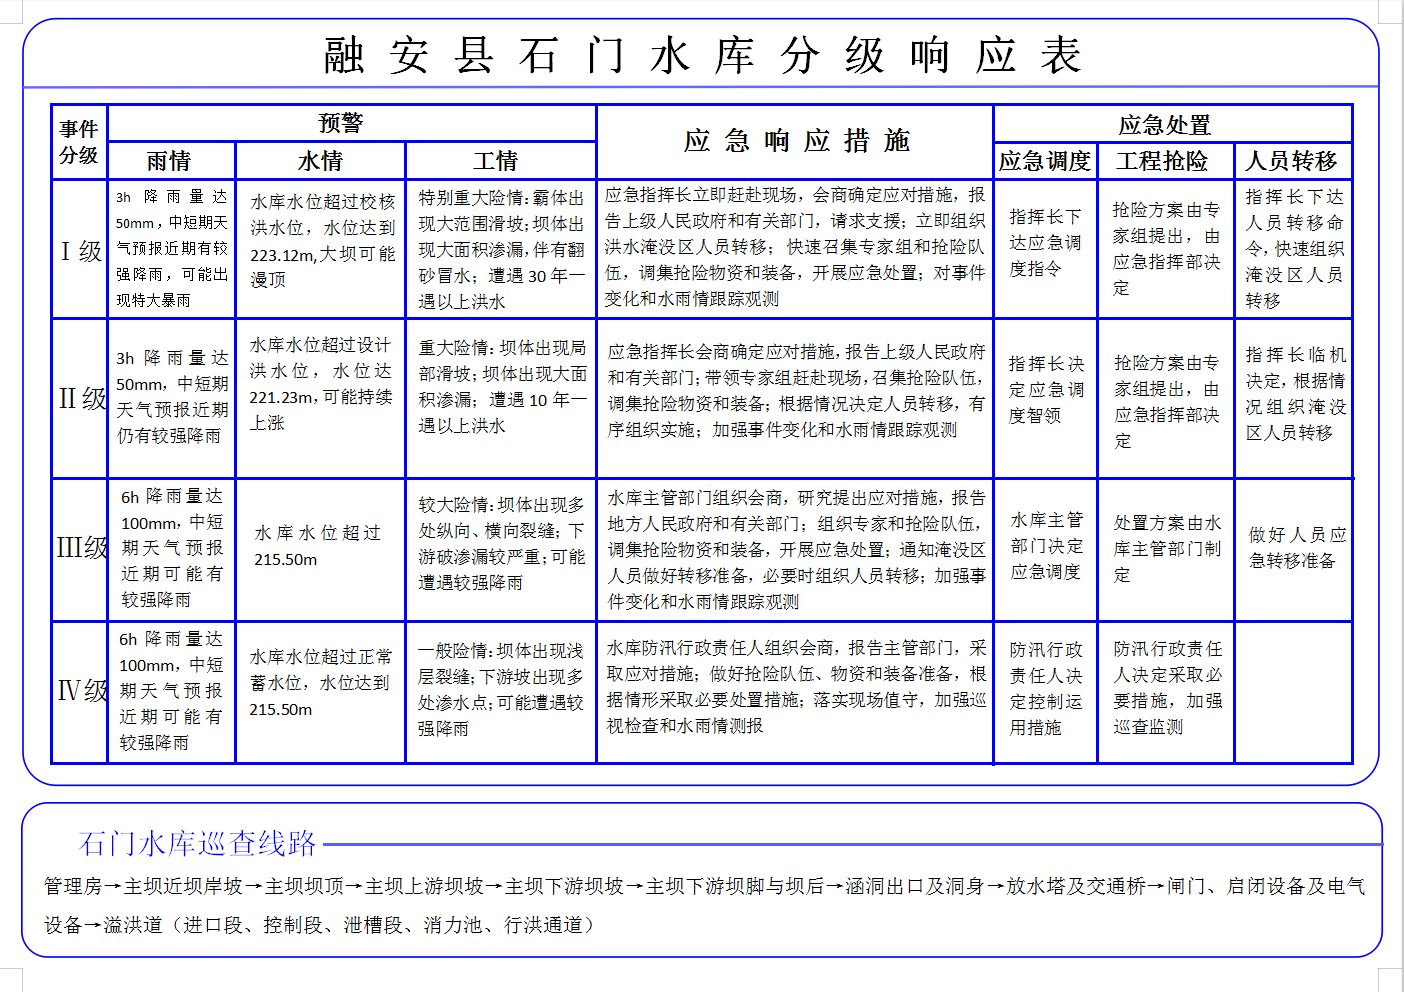 融安县石门水库分级响应表
事件
分级
预警
应急响应措施
应急处置
雨情
水情
工情
应急调度
工程抢险
人员转移
Ⅰ级
3h 降雨量达
50mm，中短期天
气预报近期有较
强降雨，可能出
现特大暴雨
水库水位超过校核
洪水位，水位达到
223.12m,大坝可能
漫顶
特别重大险情：霸体出
现大范围滑坡；坝体出
现大面积渗漏，伴有翻
砂冒水；遭遇 30 年一
遇以上洪水
应急指挥长立即赶赴现场，会商确定应对措施，报
告上级人民政府和有关部门，请求支援；立即组织
洪水淹没区人员转移；快速召集专家组和抢险队
伍，调集抢险物资和装备，开展应急处置；对事件
变化和水雨情跟踪观测
指挥长下
达应急调
度指令
抢险方案由专
家组提出，由
应急指挥部决
定
指挥长下达
人员转移命
令，快速组织
淹没区人员
转移
Ⅱ级
3h 降雨量达
50mm，中短期
天气预报近期
仍有较强降雨
水库水位超过设计
洪水位，水位达
221.23m，可能持续
上涨
重大险情：坝体出现局
部滑坡；坝体出现大面
积渗漏；遭遇 10 年一
遇以上洪水
应急指挥长会商确定应对措施，报告上级人民政府
和有关部门；带领专家组赶赴现场，召集抢险队伍，
调集抢险物资和装备；根据情况决定人员转移，有
序组织实施；加强事件变化和水雨情跟踪观测
指挥长决
定应急调
度智领
抢险方案由专
家组提出，由
应急指挥部决
定
指挥长临机
决定，根据情
况组织淹没
区人员转移
Ⅲ级
6h 降雨量达
100mm，中短
期天气预报
近期可能有
较强降雨
水库水位超过
215.50m
较大险情：坝体出现多
处纵向、横向裂缝；下
游破渗漏较严重；可能
遭遇较强降雨
水库主管部门组织会商，研究提出应对措施，报告
地方人民政府和有关部门；组织专家和抢险队伍，
调集抢险物资和装备，开展应急处置；通知淹没区
人员做好转移准备，必要时组织人员转移；加强事
件变化和水雨情跟踪观测
水库主管
部门决定
应急调度
处置方案由水
库主管部门制
定
做好人员应
急转移准备
Ⅳ级
6h 降雨量达
100mm，中短
期天气预报
近期可能有
较强降雨
水库水位超过正常
蓄水位，水位达到
215.50m
一般险情：坝体出现浅
层裂缝；下游坡出现多
处渗水点；可能遭遇较
强降雨
水库防汛行政责任人组织会商，报告主管部门，采
取应对措施；做好抢险队伍、物资和装备准备，根
据情形采取必要处置措施；落实现场值守，加强巡
视检查和水雨情测报
防汛行政
责任人决
定控制运
用措施
防汛行政责任
人决定采取必
要措施，加强
巡查监测
石门水库巡查线路
管理房→主坝近坝岸坡→主坝坝顶→主坝上游坝坡→主坝下游坝坡→主坝下游坝脚与坝后→涵洞出口及洞身→放水塔及交通桥→闸门、启闭设备及电气
设备→溢洪道（进口段、控制段、泄槽段、消力池、行洪通道）